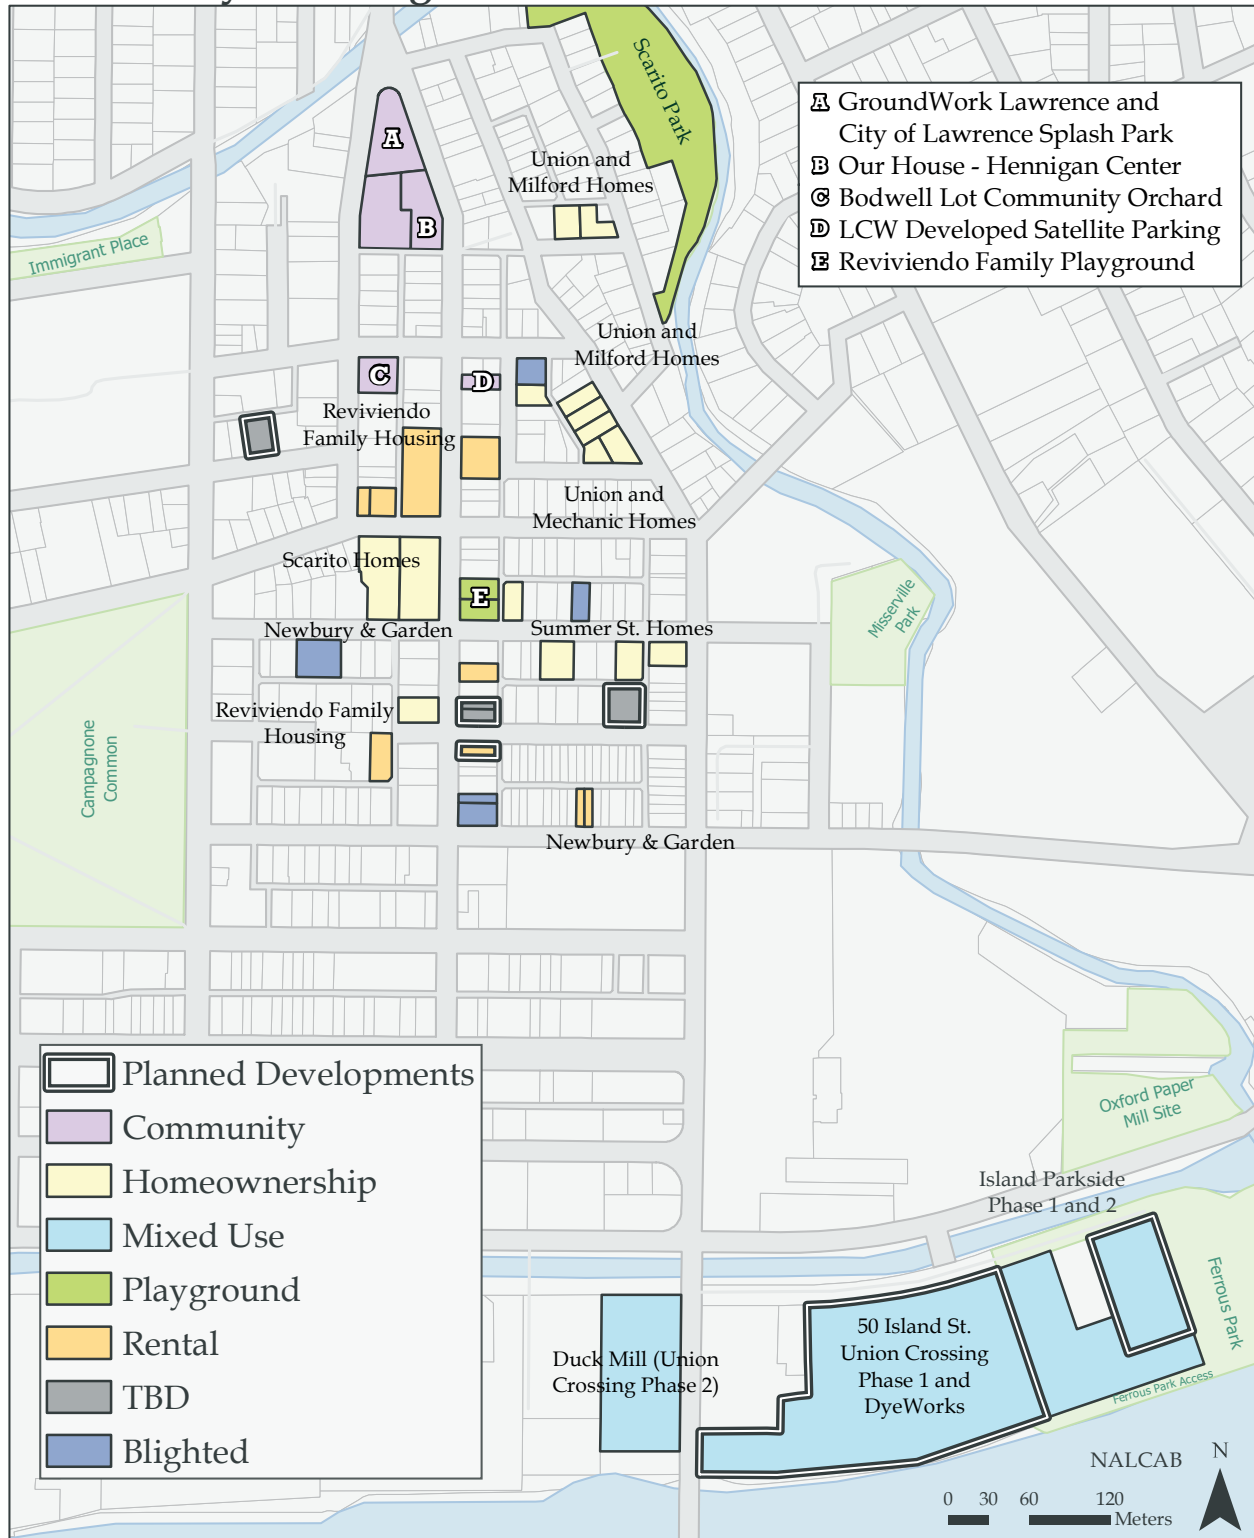 Scarito Park
A GroundWork Lawrence and
City of Lawrence Splash Park
B Our House - Hennigan Center
C Bodwell Lot Community Orchard
D LCW Developed Satellite Parking
E Reviviendo Family Playground
A
Union and
Milford Homes
B
Immigrant Place
Union and
Milford Homes
C
D
Reviviendo
Family Housing
Union and
Mechanic Homes
Scarito Homes
E
Misserville
Park
Newbury & Garden
Summer St. Homes
Reviviendo Family
Housing
Campagnone
Common
Newbury & Garden
Planned Developments
Community
Homeownership
Mixed Use
Playground
Rental
TBD
Blighted
Oxford Paper
Mill Site
Island Parkside
Phase 1 and 2
Ferrous Park
50 Island St.
Union Crossing
Phase 1 and
DyeWorks
Duck Mill (Union
Crossing Phase 2)
Ferrous Park Access
NALCAB
N
0 30 60 120
Meters